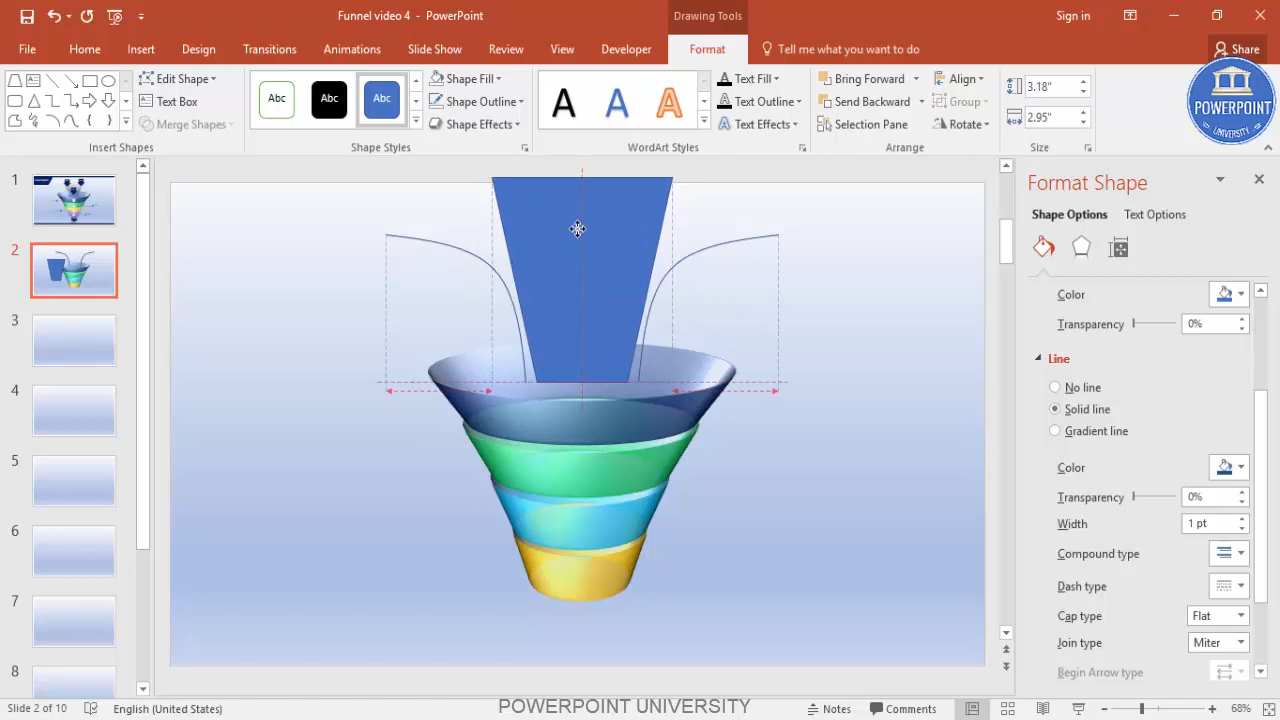 Funnel video 4 - PowerPoint
Drawing Tools
Sign in
File
Home
Insert
Design
Transitions
Animations
Slide Show
Review
View
Developer
Format
Tell me what you want to do
Share
Edit Shape
Text Box
Merge Shapes
Insert Shapes
Abc
Abc
Abc
Shape Fill
Shape Outline
Shape Effects
Shape Styles
A
A
A
Text Fill
Text Outline
Text Effects
WordArt Styles
Bring Forward
Send Backward
Selection Pane
Align
Group
Rotate
Arrange
3.18"
2.95"
Size
POWERPOINT
UNIVERSITY
1
2
3
4
5
6
7
8
Format Shape
Shape Options
Text Options
Color
Transparency
0%
Line
No line
Solid line
Gradient line
Color
Transparency
0%
Width
1 pt
Compound type
Dash type
Cap type
Flat
Join type
Miter
Begin Arrow type
Slide 2 of 10
English (United States)
POWERPOINT UNIVERSITY
Notes
Comments
68%